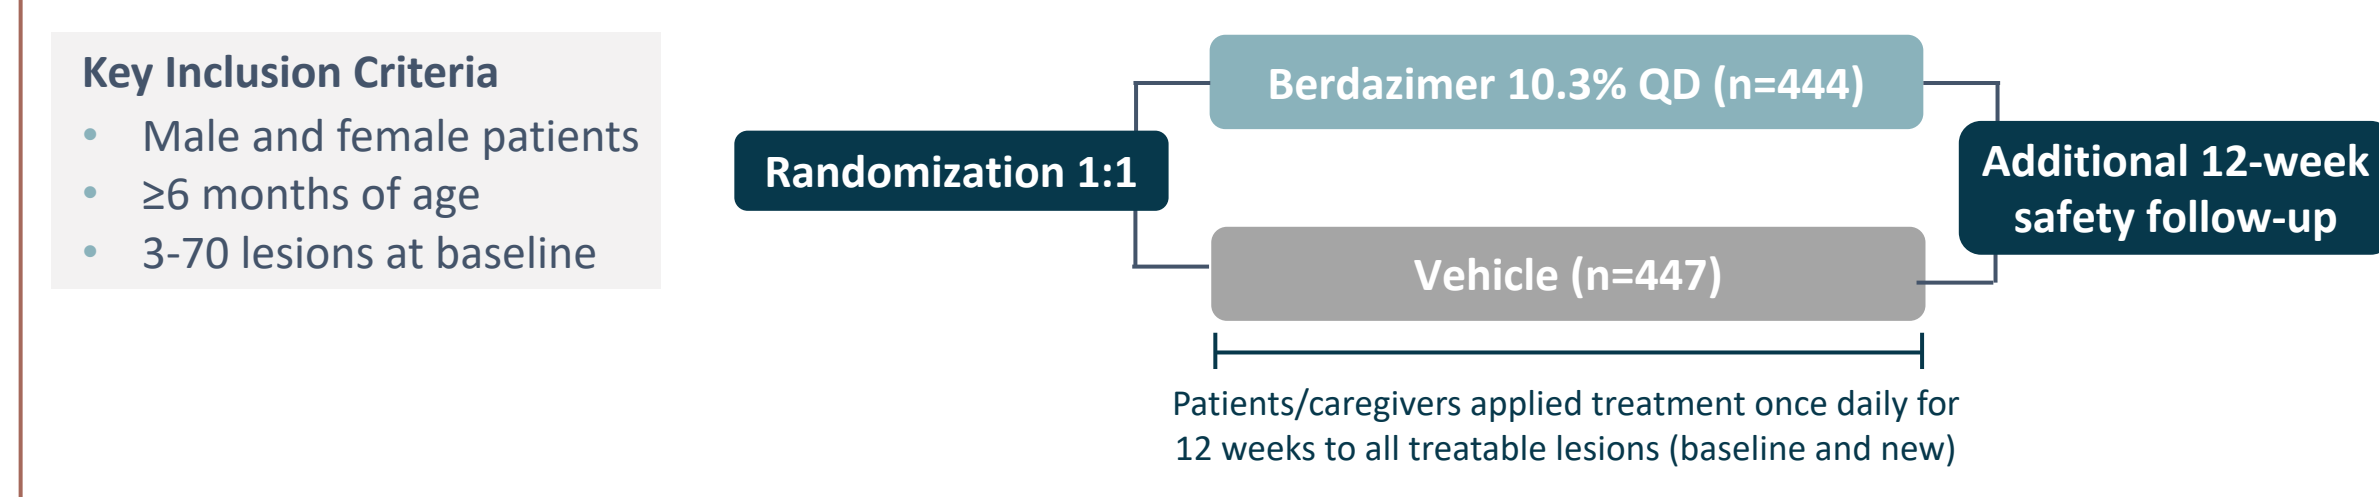 Key Inclusion Criteria
• Male and female patients
• ≥6 months of age
• 3-70 lesions at baseline
Randomization 1:1
Berdazimer 10.3% QD (n=444)
Vehicle (n=447)
Additional 12-week
safety follow-up
Patients/caregivers applied treatment once daily for
12 weeks to all treatable lesions (baseline and new)